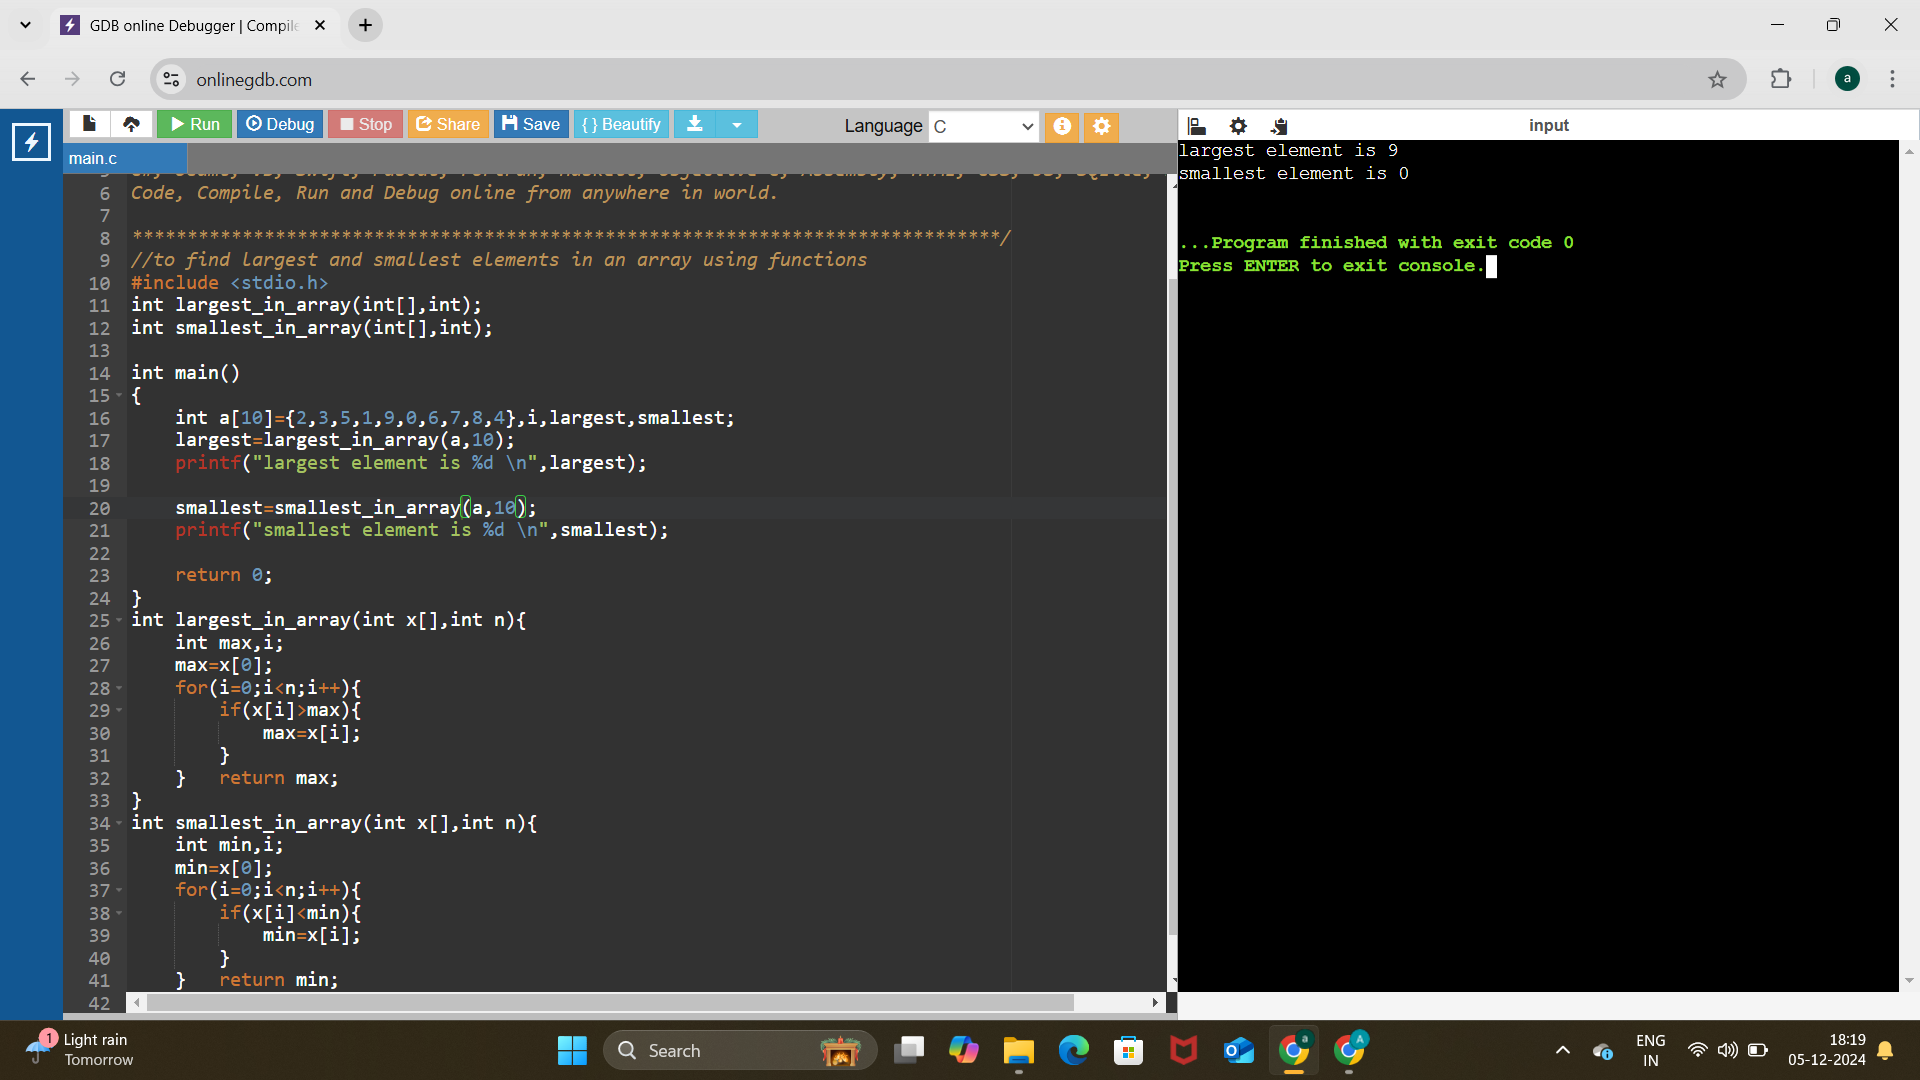 GDB online Debugger | Compile
onlinegdb.com
Run
Debug
Stop
Share
Save
{ } Beautify
Language
C
main.c
6 Code, Compile, Run and Debug online from anywhere in world.
7
8 *******************************************************************************/
9 //to find largest and smallest elements in an array using functions
10 #include <stdio.h>
11 int largest_in_array(int[],int);
12 int smallest_in_array(int[],int);
13
14 int main()
15 {
16 int a[10]={2,3,5,1,9,0,6,7,8,4},i,largest,smallest;
17 largest=largest_in_array(a,10);
18 printf("largest element is %d \n",largest);
19
20 smallest=smallest_in_array(a,10);
21 printf("smallest element is %d \n",smallest);
22
23 return 0;
24 }
25 int largest_in_array(int x[],int n){
26 int max,i;
27 max=x[0];
28 for(i=0;i<n;i++){
29 if(x[i]>max){
30 max=x[i];
31 }
32 } return max;
33 }
34 int smallest_in_array(int x[],int n){
35 int min,i;
36 min=x[0];
37 for(i=0;i<n;i++){
38 if(x[i]<min){
39 min=x[i];
40 }
41 } return min;
42
input
largest element is 9
smallest element is 0
...Program finished with exit code 0
Press ENTER to exit console.
1
Light rain
Tomorrow
Search
ENG
IN
18:19
05-12-2024